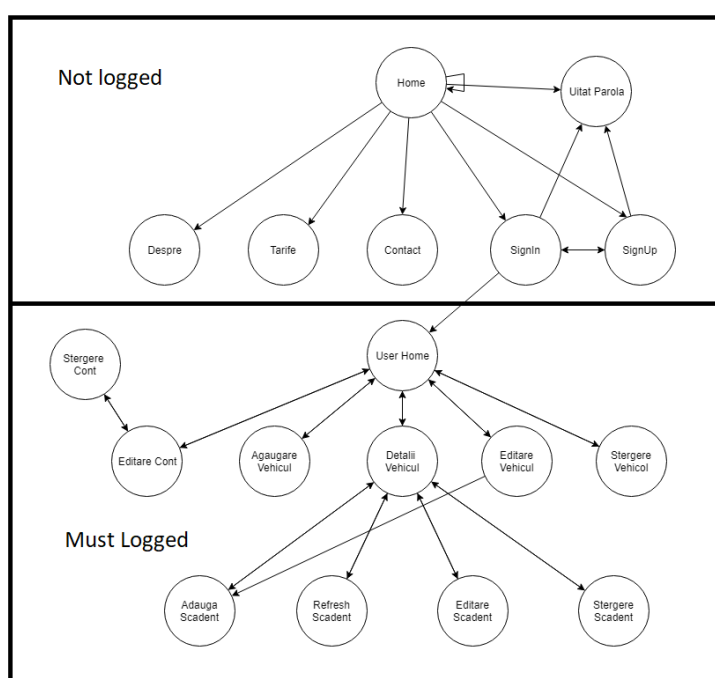 Not logged
Home
Uitat Parola
Despre
Tarife
Contact
SignIn
SignUp
User Home
Stergere
Cont
Editare Cont
Agaugare
Vehicul
Detalii
Vehicul
Editare
Vehicul
Stergere
Vehicol
Must Logged
Adauga
Scadent
Refresh
Scadent
Editare
Scadent
Stergere
Scadent